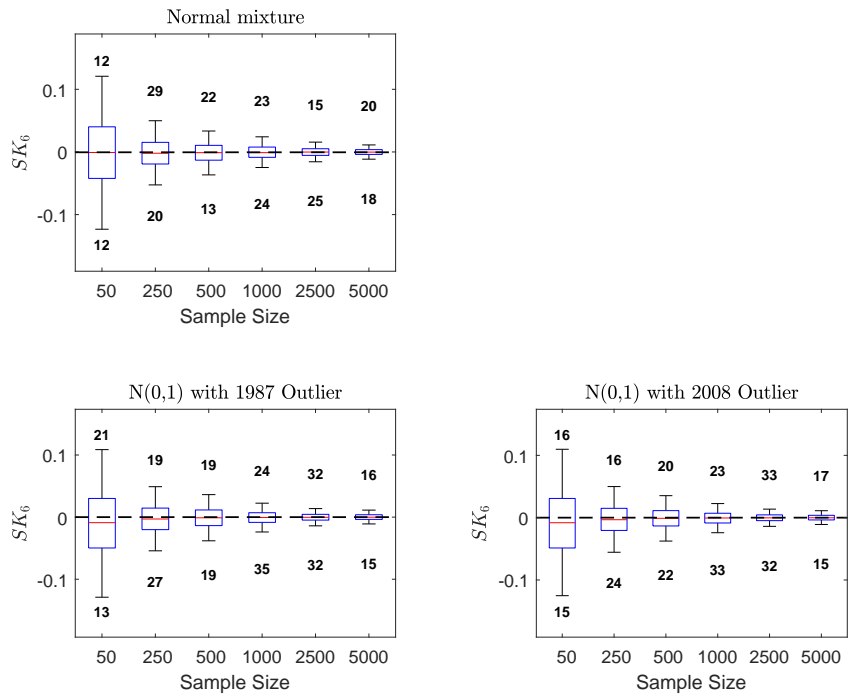 Normal mixture
12 29 22 23 15 20
0.1
0
-0.1
SK6
12 20 13 24 25 18
50 250 500 1000 2500 5000
Sample Size
N(0,1) with 1987 Outlier
21 19 19 24 32 16
0.1
0
-0.1
SK6
13 27 19 35 32 15
50 250 500 1000 2500 5000
Sample Size
N(0,1) with 2008 Outlier
16 16 20 23 33 17
0.1
0
-0.1
SK6
15 24 22 33 32 15
50 250 500 1000 2500 5000
Sample Size